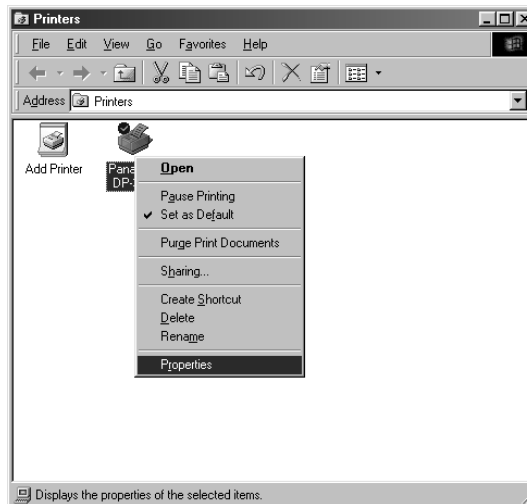 Printers
File Edit View Go Favorites Help
Address Printers
Add Printer
Pana
DP-
Open
Pause Printing
Set as Default
Purge Print Documents
Sharing...
Create Shortcut
Delete
Rename
Properties
Displays the properties of the selected items.